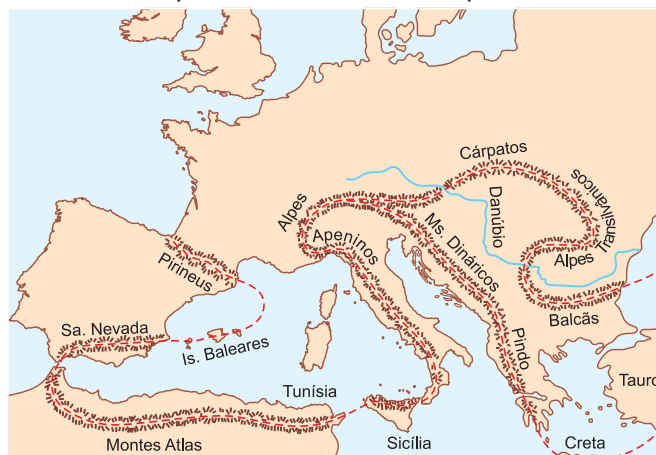 Cárpatos
Transilvânicos
Alpes
Danúbio
Alpes
Apeninos
Ms. Dináricos
Pirineus
Balcãs
Sa. Nevada
Is. Baleares
Pindo
Tauro
Tunísia
Montes Atlas
Sicília
Creta